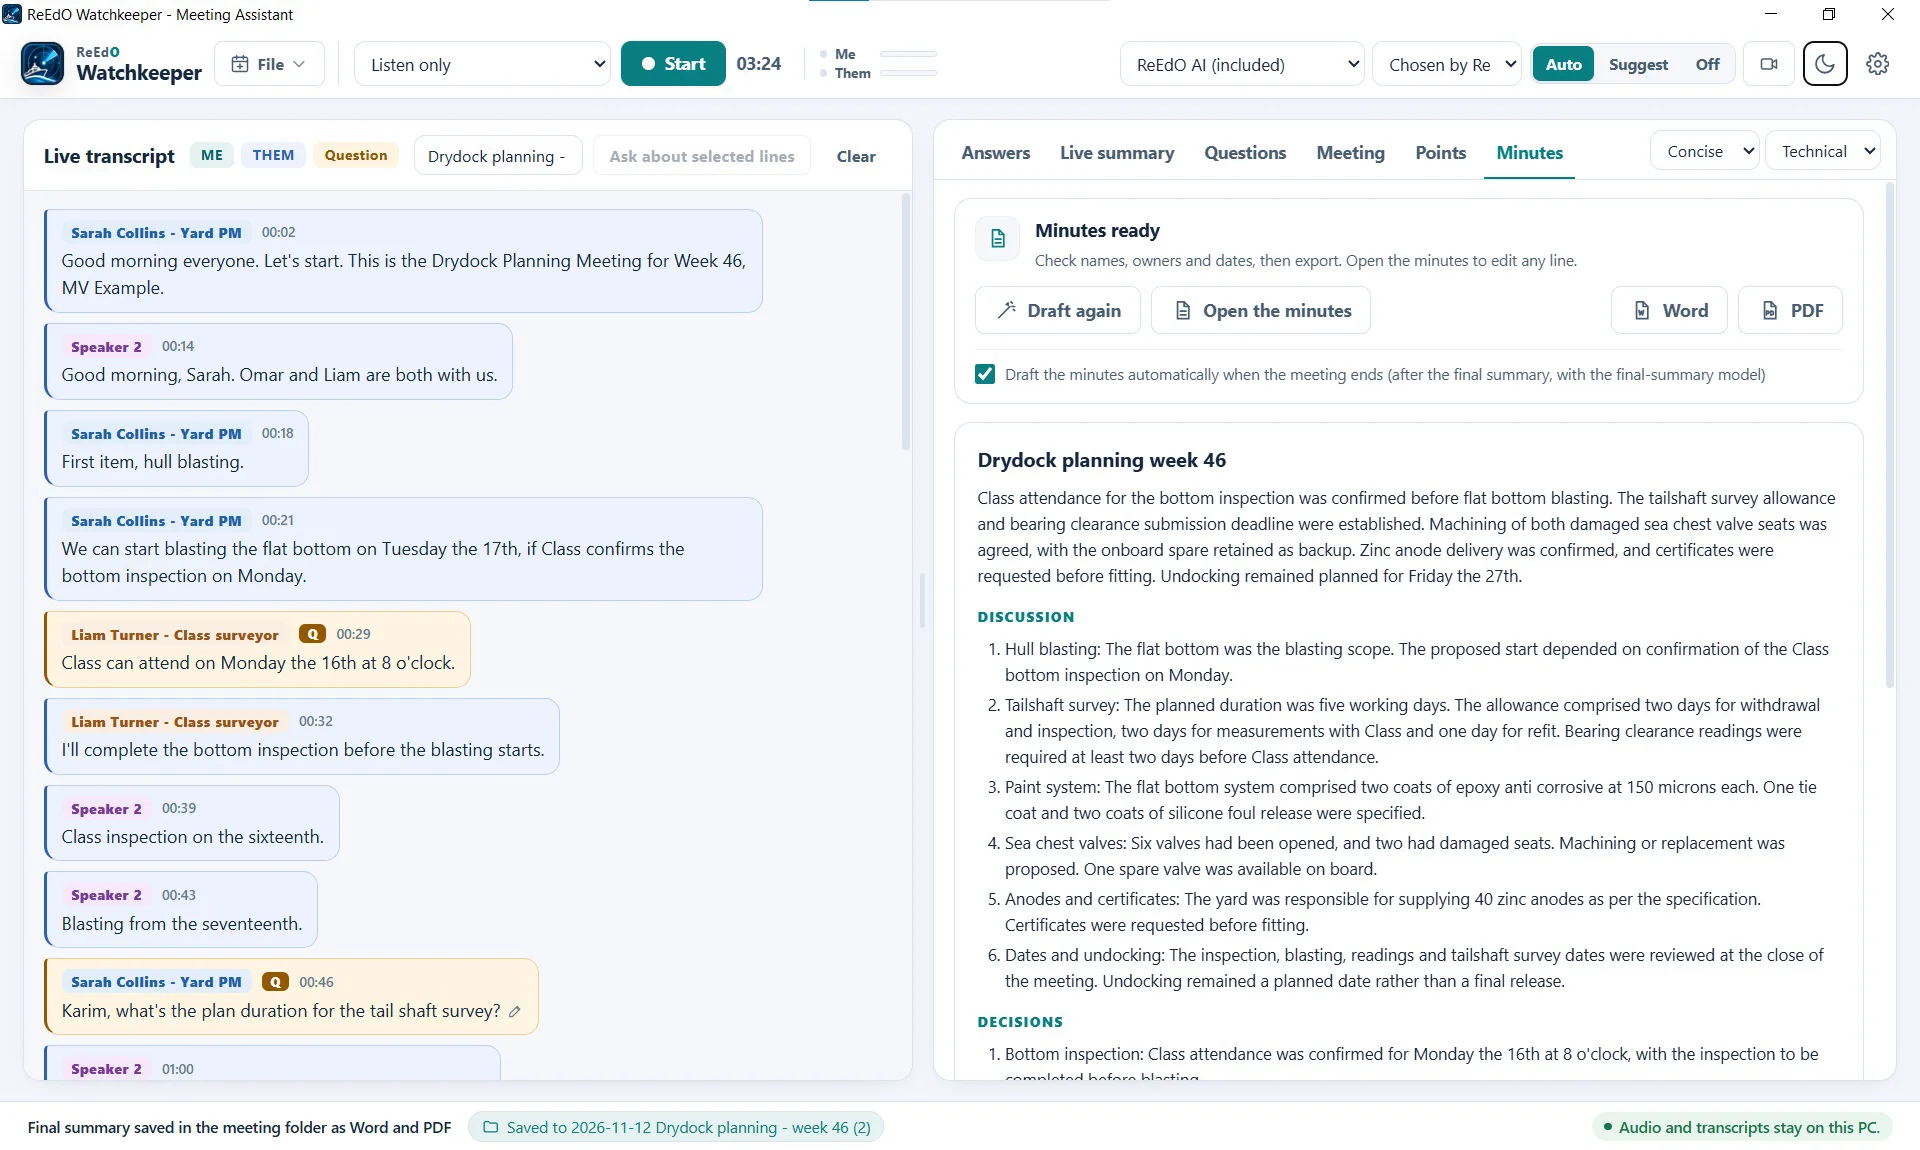 ReEdO Watchkeeper - Meeting Assistant
ReEdO
Watchkeeper
File
Listen only
Start
03:24
Me
Them
ReEdO AI (included)
Chosen by Re
Auto
Suggest
Off
Live transcript
ME
THEM
Question
Drydock planning -
Ask about selected lines
Clear
Sarah Collins - Yard PM 00:02
Good morning everyone. Let's start. This is the Drydock Planning Meeting for Week 46,
MV Example.
Speaker 2 00:14
Good morning, Sarah. Omar and Liam are both with us.
Sarah Collins - Yard PM 00:18
First item, hull blasting.
Sarah Collins - Yard PM 00:21
We can start blasting the flat bottom on Tuesday the 17th, if Class confirms the
bottom inspection on Monday.
Liam Turner - Class surveyor Q 00:29
Class can attend on Monday the 16th at 8 o'clock.
Liam Turner - Class surveyor 00:32
I'll complete the bottom inspection before the blasting starts.
Speaker 2 00:39
Class inspection on the sixteenth.
Speaker 2 00:43
Blasting from the seventeenth.
Sarah Collins - Yard PM Q 00:46
Karim, what's the plan duration for the tail shaft survey?
Speaker 2 01:00
Answers
Live summary
Questions
Meeting
Points
Minutes
Concise
Technical
Minutes ready
Check names, owners and dates, then export. Open the minutes to edit any line.
Draft again
Open the minutes
Word
PDF
Draft the minutes automatically when the meeting ends (after the final summary, with the final-summary model)
Drydock planning week 46
Class attendance for the bottom inspection was confirmed before flat bottom blasting. The tailshaft survey allowance
and bearing clearance submission deadline were established. Machining of both damaged sea chest valve seats was
agreed, with the onboard spare retained as backup. Zinc anode delivery was confirmed, and certificates were
requested before fitting. Undocking remained planned for Friday the 27th.
DISCUSSION
1. Hull blasting: The flat bottom was the blasting scope. The proposed start depended on confirmation of the Class
bottom inspection on Monday.
2. Tailshaft survey: The planned duration was five working days. The allowance comprised two days for withdrawal
and inspection, two days for measurements with Class and one day for refit. Bearing clearance readings were
required at least two days before Class attendance.
3. Paint system: The flat bottom system comprised two coats of epoxy anti corrosive at 150 microns each. One tie
coat and two coats of silicone foul release were specified.
4. Sea chest valves: Six valves had been opened, and two had damaged seats. Machining or replacement was
proposed. One spare valve was available on board.
5. Anodes and certificates: The yard was responsible for supplying 40 zinc anodes as per the specification.
Certificates were requested before fitting.
6. Dates and undocking: The inspection, blasting, readings and tailshaft survey dates were reviewed at the close of
the meeting. Undocking remained a planned date rather than a final release.
DECISIONS
1. Bottom inspection: Class attendance was confirmed for Monday the 16th at 8 o'clock, with the inspection to be
completed before blasting.
Final summary saved in the meeting folder as Word and PDF
Saved to 2026-11-12 Drydock planning - week 46 (2)
Audio and transcripts stay on this PC.